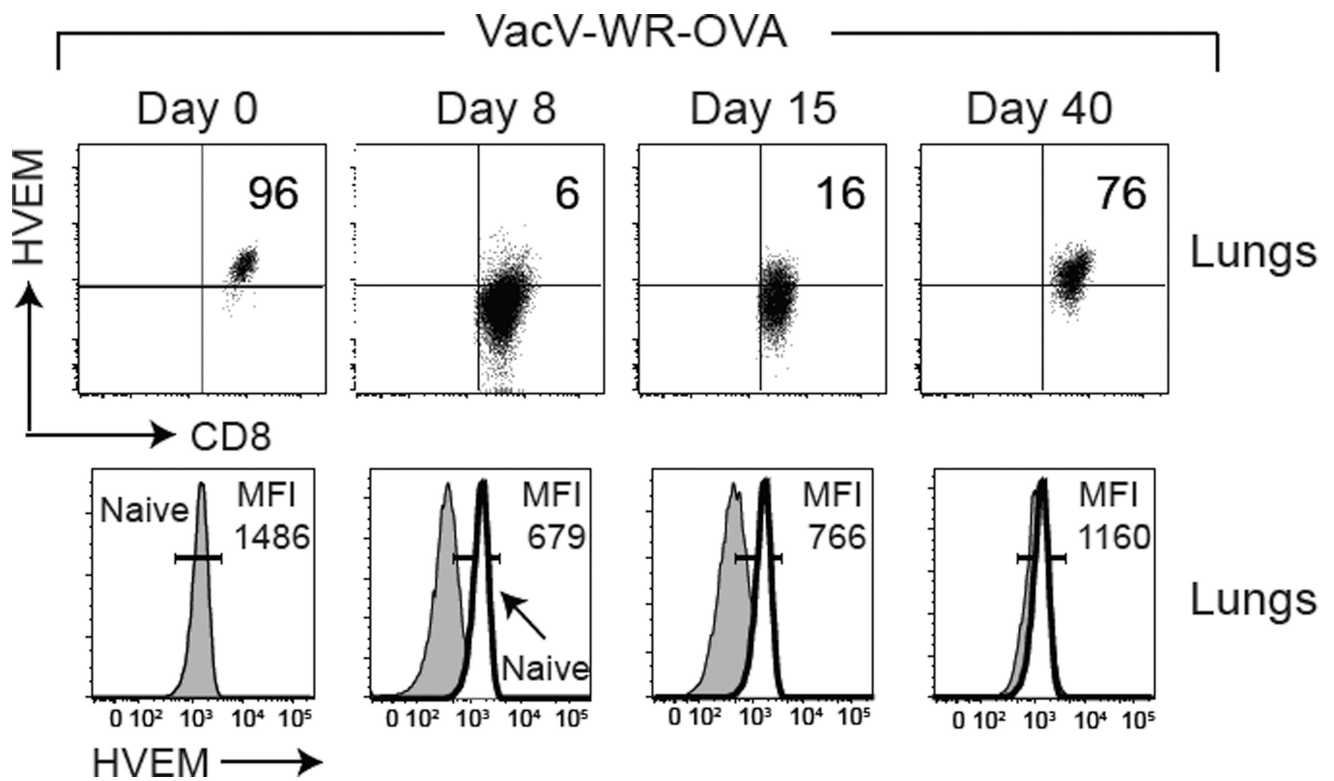 VacV-WR-OVA
Day 0 Day 8 Day 15 Day 40
HVEM
96 6 16 76
Lungs
CD8
Naive MFI 1486
MFI 679
Naive
MFI 766
MFI 1160
Lungs
0 10² 10³ 10⁴ 10⁵ 0 10² 10³ 10⁴ 10⁵ 0 10² 10³ 10⁴ 10⁵ 0 10² 10³ 10⁴ 10⁵
HVEM